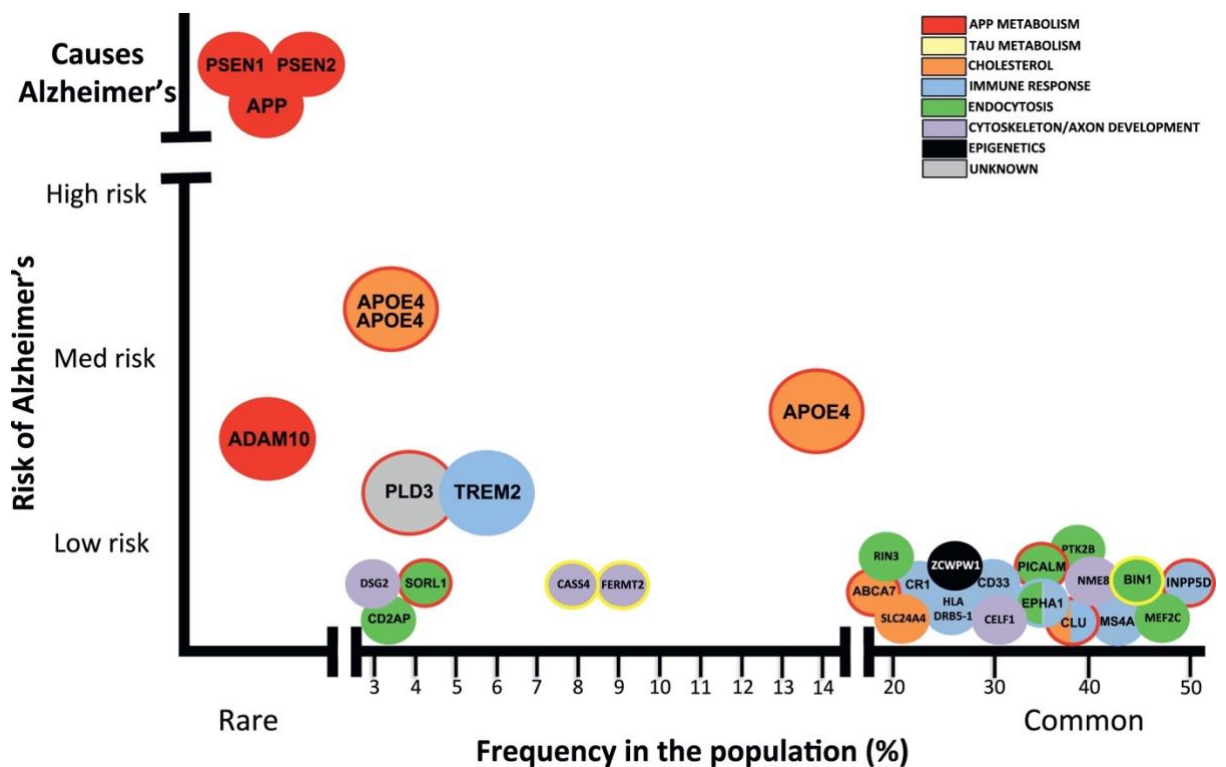 Causes
Alzheimer's
PSEN1 PSEN2
APP
APP METABOLISM
TAU METABOLISM
CHOLESTEROL
IMMUNE RESPONSE
ENDOCYTOSIS
CYTOSKELETON/AXON DEVELOPMENT
EPIGENETICS
UNKNOWN
High risk
Med risk
Low risk
Risk of Alzheimer's
APOE4
APOE4
APOE4
ADAM10
PLD3
TREM2
DSG2
SORL1
CD2AP
CASS4
FERMT2
RIN3
ABCA7
SLC24A4
CR1
ZCWPW1
HLA
DRB5-1
CD33
CELF1
PICALM
EPHA1
PTK2B
NME8
CLU
MS4A
BIN1
MEF2C
INPP5D
3 4 5 6 7 8 9 10 11 12 13 14 20 30 40 50
Rare
Common
Frequency in the population (%)